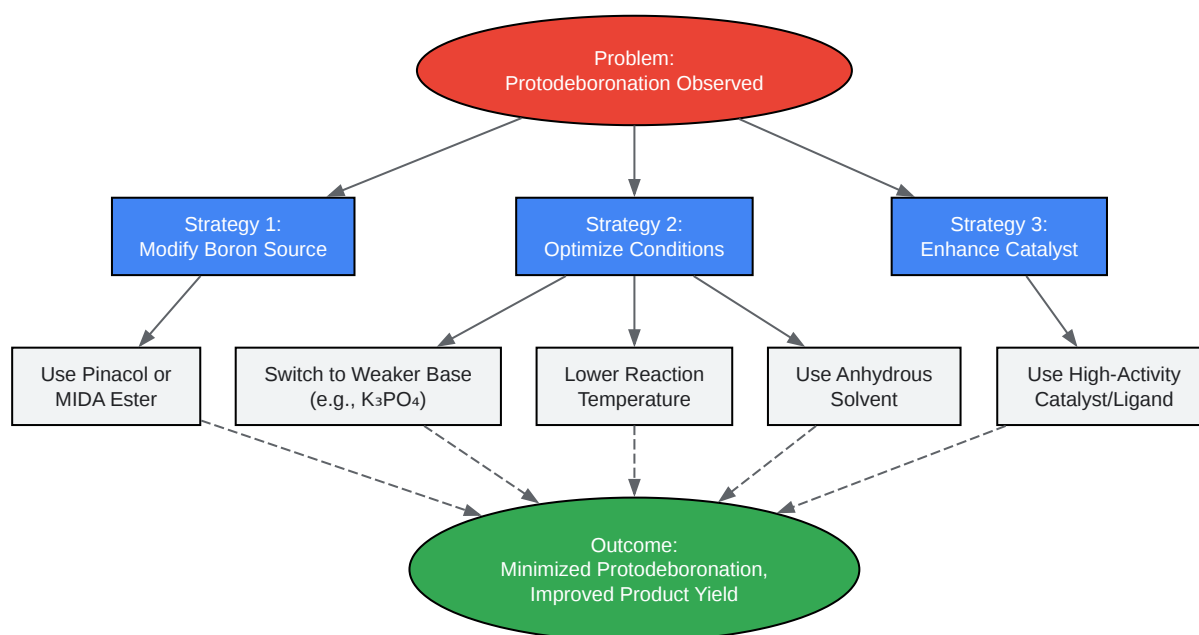 Problem:
Protodeboronation Observed
Strategy 1:
Modify Boron Source
Strategy 2:
Optimize Conditions
Strategy 3:
Enhance Catalyst
Use Pinacol or
MIDA Ester
Switch to Weaker Base
(e.g., K₃PO₄)
Lower Reaction
Temperature
Use Anhydrous
Solvent
Use High-Activity
Catalyst/Ligand
Outcome:
Minimized Protodeboronation,
Improved Product Yield